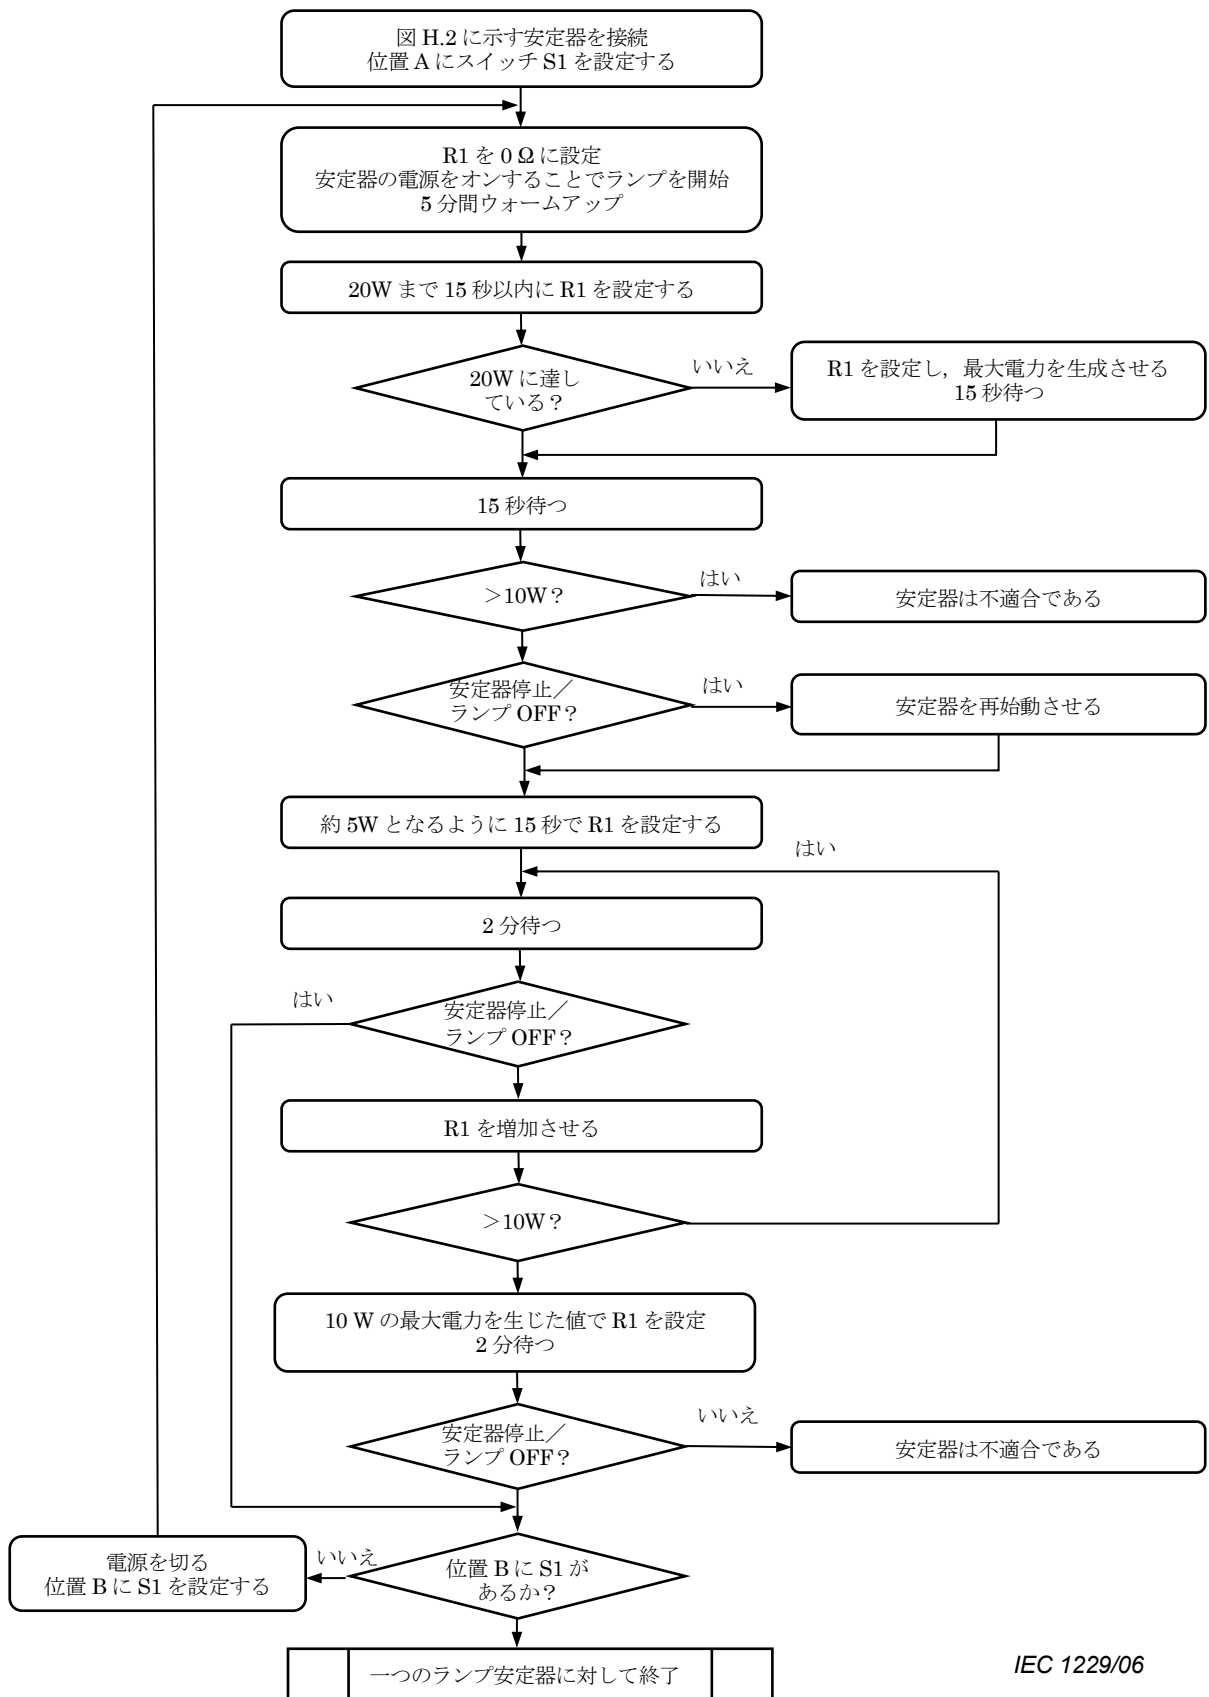 図 H.2 に示す安定器を接続
位置 A にスイッチ S1 を設定する
R1 を 0 Ω に設定
安定器の電源をオンすることでランプを開始
5 分間ウォームアップ
20W まで 15 秒以内に R1 を設定する
20W に達し
ている？
いいえ
R1 を設定し，最大電力を生成させる
15 秒待つ
15 秒待つ
＞10W？
はい
安定器は不適合である
安定器停止／
ランプ OFF？
はい
安定器を再始動させる
約 5W となるように 15 秒で R1 を設定する
はい
2 分待つ
はい
安定器停止／
ランプ OFF？
R1 を増加させる
＞10W？
10 W の最大電力を生じた値で R1 を設定
2 分待つ
安定器停止／
ランプ OFF？
いいえ
安定器は不適合である
電源を切る
位置 B に S1 を設定する
いいえ
位置 B に S1 が
あるか？
一つのランプ安定器に対して終了
IEC 1229/06